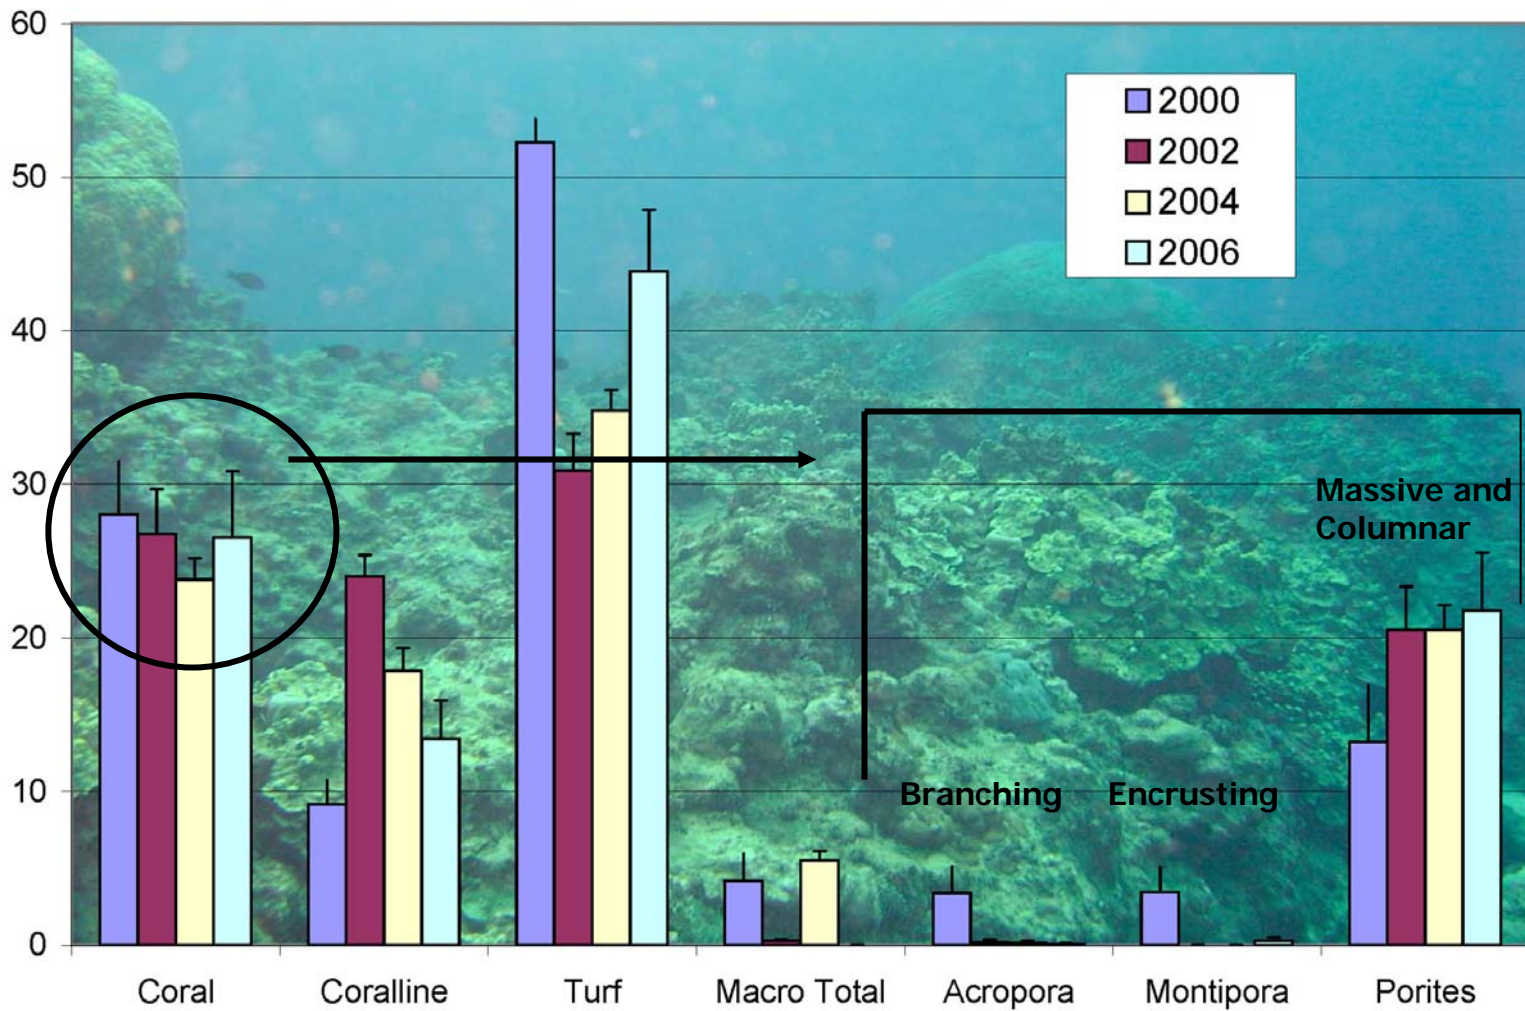 60
50
40
30
20
10
0
2000
2002
2004
2006
Massive and
Columnar
Branching
Encrusting
Coral
Coralline
Turf
Macro Total
Acropora
Montipora
Porites